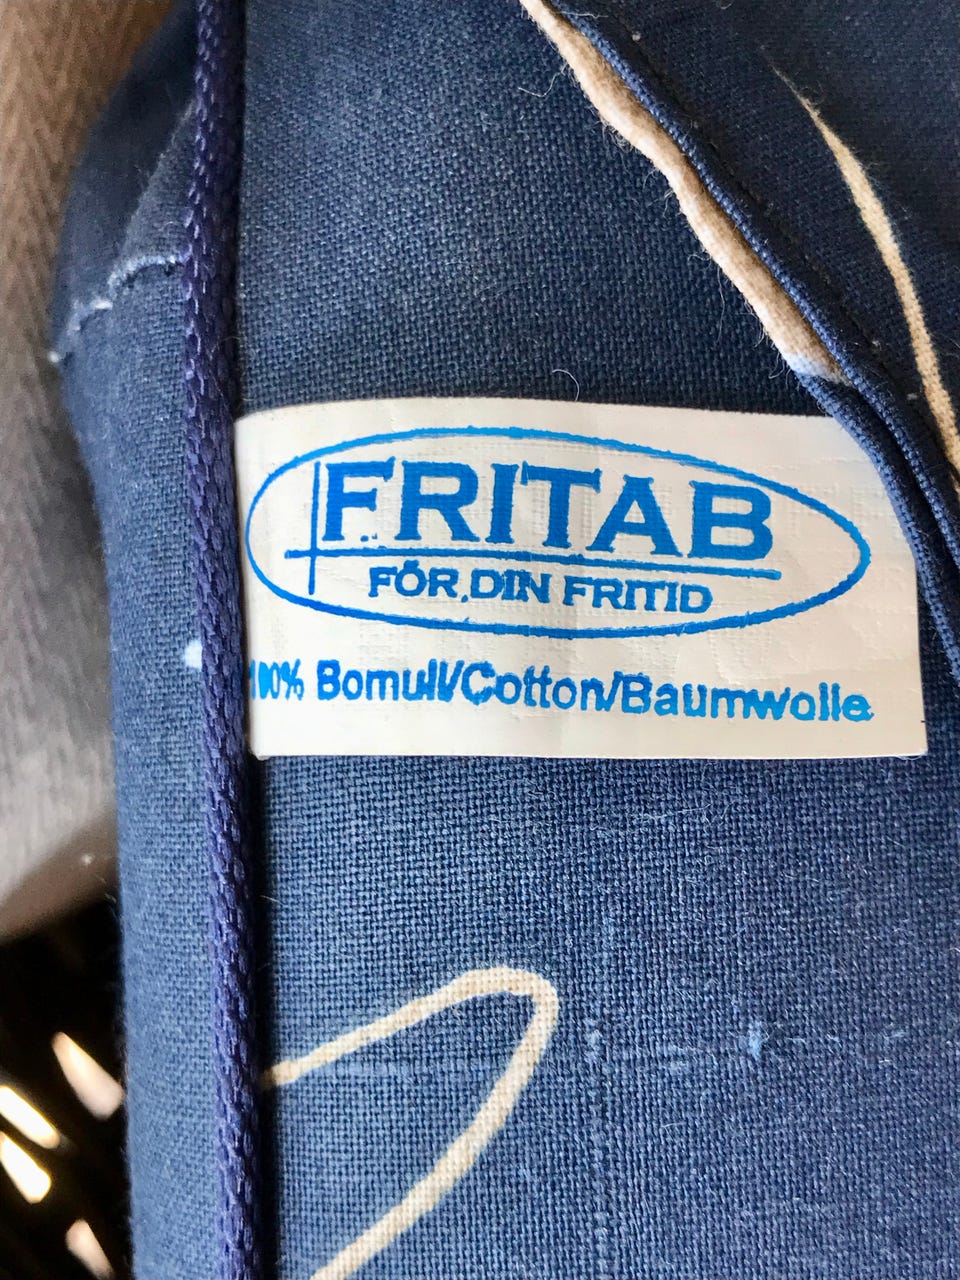 FRITAB
FÖR DIN FRITID
100% Bomull/Cotton/Baumwolle